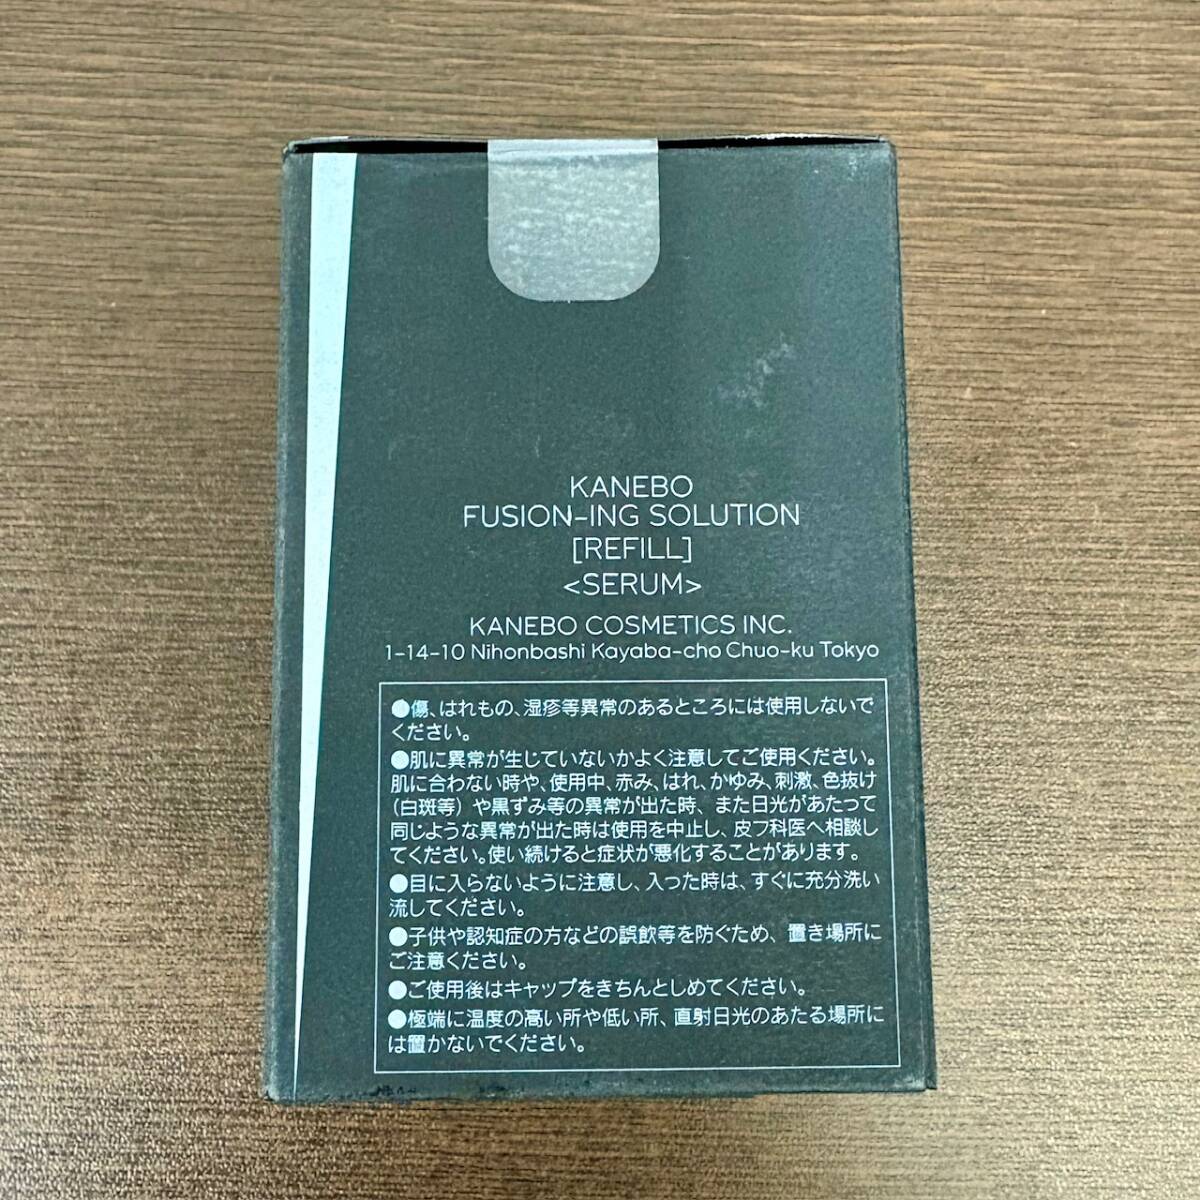 KANEBO
FUSION-ING SOLUTION
[REFILL]
<SERUM>
KANEBO COSMETICS INC.
1-14-10 Nihonbashi Kayaba-cho Chuo-ku Tokyo
●傷、はれもの、湿疹等異常のあるところには使用しないで
ください。
●肌に異常が生じていないかよく注意してご使用ください。
肌に合わない時や、使用中、赤み、はれ、かゆみ、刺激、色抜け
(白斑等)や黒ずみ等の異常が出た時、また日光があたって
同じような異常が出た時は使用を中止し、皮フ科医へ相談し
てください。使い続けると症状が悪化することがあります。
●目に入らないように注意し、入った時は、すぐに充分洗い
流してください。
●子供や認知症の方などの誤飲等を防ぐため、置き場所に
ご注意ください。
●ご使用後はキャップをきちんとしめてください。
●極端に温度の高い所や低い所、直射日光のあたる場所に
は置かないでください。